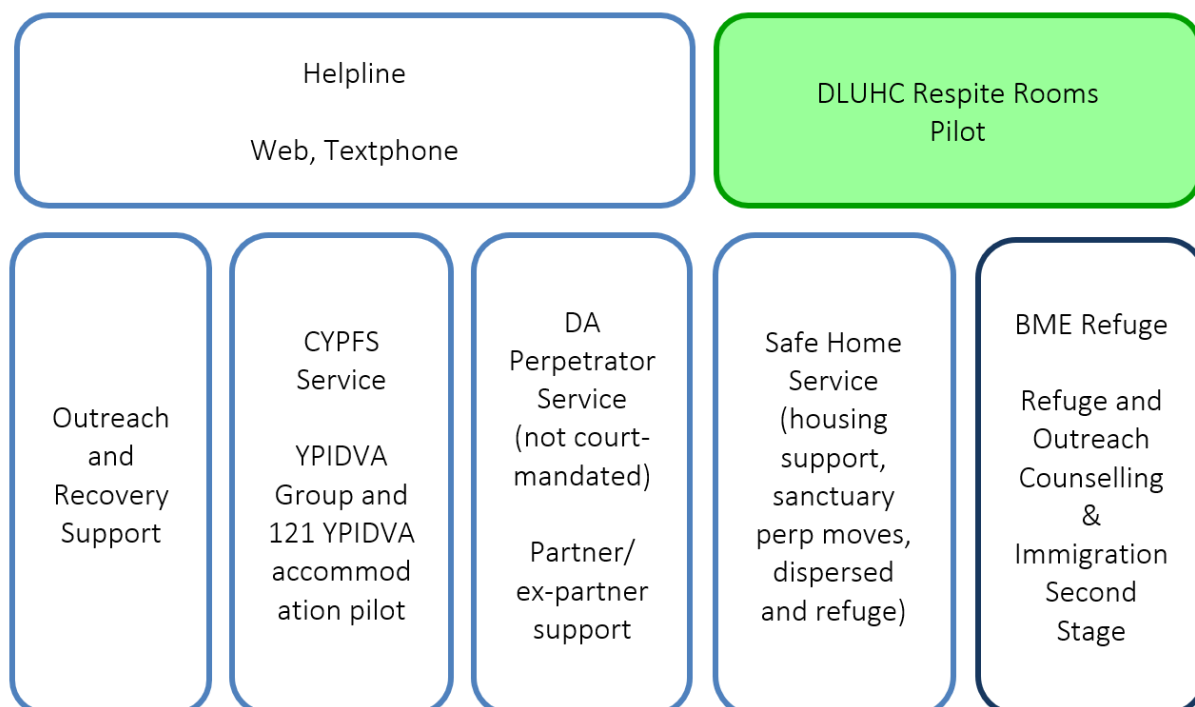 Helpline
Web, Textphone
DLUHC Respite Rooms
Pilot
Outreach
and
Recovery
Support
CYPFS
Service
YPIDVA
Group and
121 YPIDVA
accommod
ation pilot
DA
Perpetrator
Service
(not court-
mandated)
Partner/
ex-partner
support
Safe Home
Service
(housing
support,
sanctuary
perp moves,
dispersed
and refuge)
BME Refuge
Refuge and
Outreach
Counselling
&
Immigration
Second
Stage